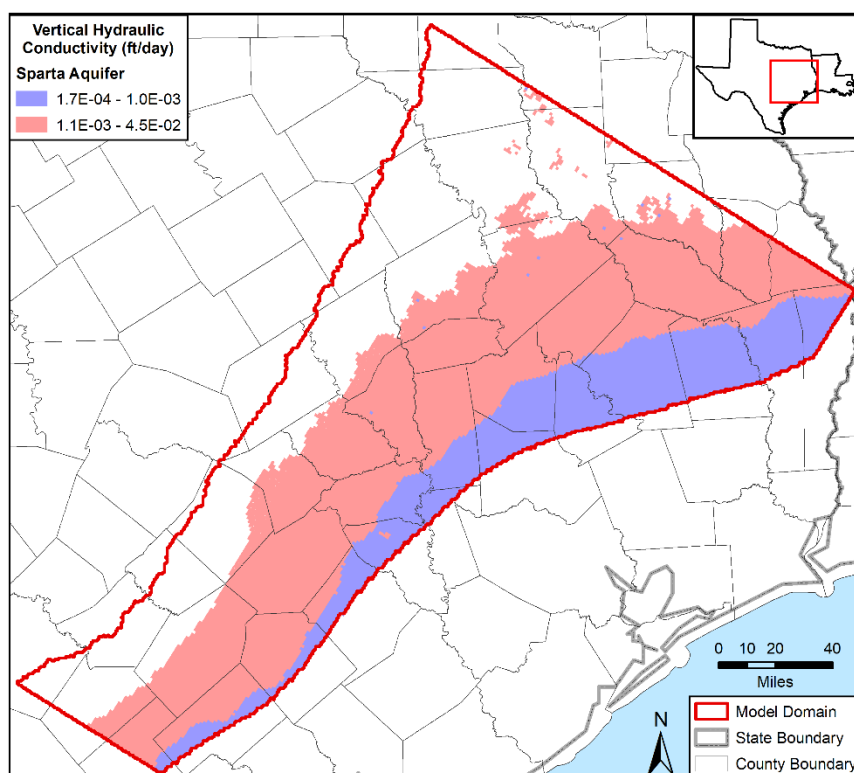 Vertical Hydraulic
Conductivity (ft/day)
Sparta Aquifer
1.7E-04 - 1.0E-03
1.1E-03 - 4.5E-02
0 10 20 40
Miles
N
Model Domain
State Boundary
County Boundary